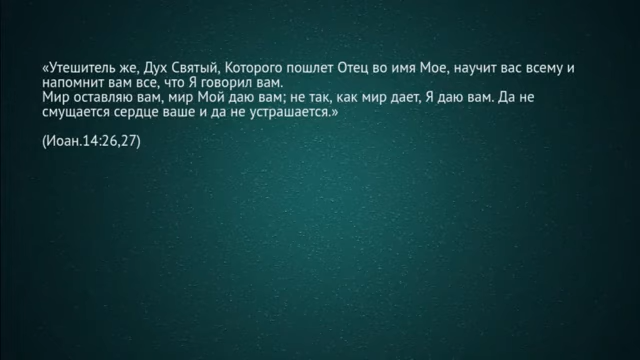 «Утешитель же, Дух Святый, Которого пошлет Отец во имя Мое, научит вас всему и
напомнит вам все, что Я говорил вам.
Мир оставляю вам, мир Мой даю вам; не так, как мир дает, Я даю вам. Да не
смущается сердце ваше и да не устрашается.»
(Иоан.14:26,27)